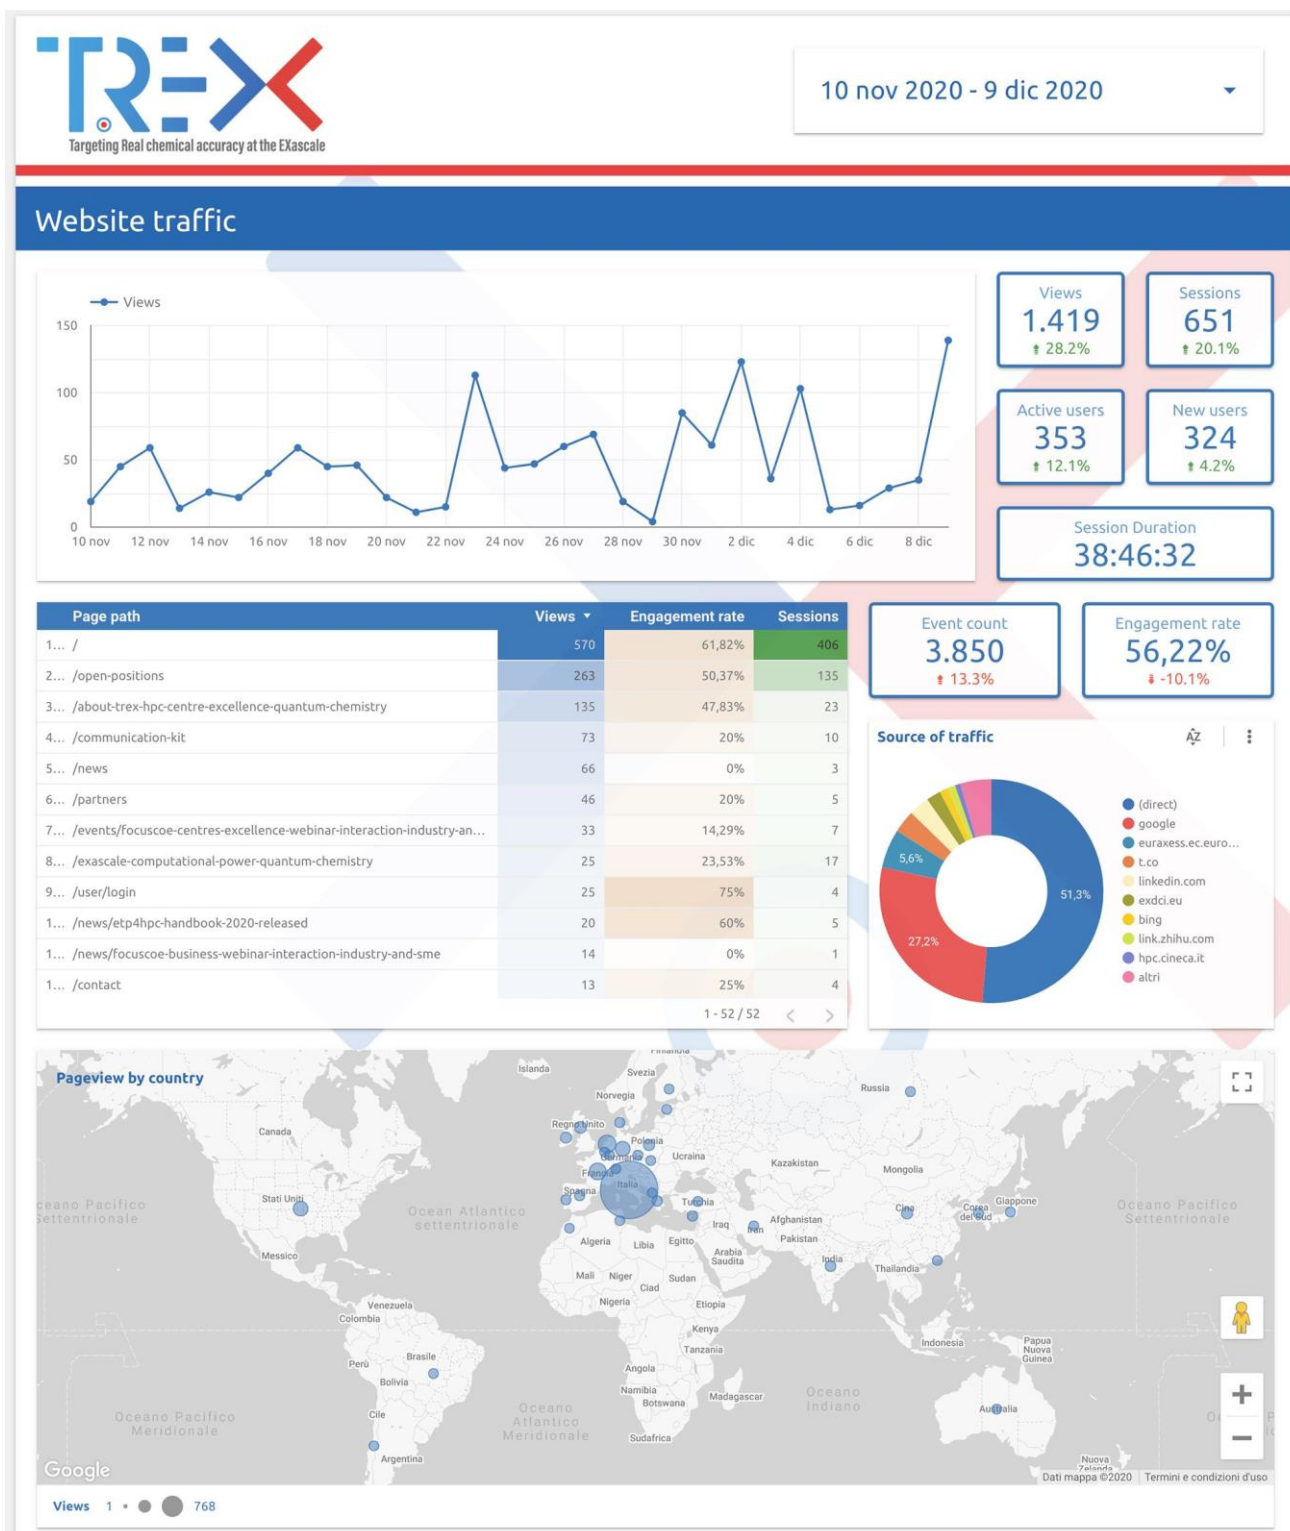 TREX
Targeting Real chemical accuracy at the EXascale
10 nov 2020 - 9 dic 2020
Website traffic
Views
150
100
50
0
10 nov 12 nov 14 nov 16 nov 18 nov 20 nov 22 nov 24 nov 26 nov 28 nov 30 nov 2 dic 4 dic 6 dic 8 dic
Views
1.419
28.2%
Sessions
651
20.1%
Active users
353
12.1%
New users
324
4.2%
Session Duration
38:46:32
Page path Views Engagement rate Sessions
1... / 570 61,82% 406
2... /open-positions 263 50,37% 135
3... /about-trex-hpc-centre-excellence-quantum-chemistry 135 47,83% 23
4... /communication-kit 73 20% 10
5... /news 66 0% 3
6... /partners 46 20% 5
7... /events/focuscoe-centres-excellence-webinar-interaction-industry-an... 33 14,29% 7
8... /exascale-computational-power-quantum-chemistry 25 23,53% 17
9... /user/login 25 75% 4
1... /news/etp4hpc-handbook-2020-released 20 60% 5
1... /news/focuscoe-business-webinar-interaction-industry-and-sme 14 0% 1
1... /contact 13 25% 4
1 - 52 / 52 < >
Event count
3.850
13.3%
Engagement rate
56,22%
-10.1%
Source of traffic
AZ
51,3%
27,2%
5,6%
(direct)
google
euraxess.ec.euro...
t.co
linkedin.com
exdci.eu
bing
link.zhihu.com
hpc.cineca.it
altri
Pageview by country
Islanda
Svezia
Finlandia
Norvegia
Russia
Canada
Regno Unito
Polonia
Germania
Ucraina
Kazakistan
Mongolia
Francia
Italia
Stati Uniti
Spagna
Turchia
Cina
Corea del Sud
Giappone
Oceano Pacifico
Settentrionale
Ocean Atlantico
settentrionale
Ocean Pacifico
Settentrionale
Iraq
Iran
Afghanistan
Pakistan
Algeria
Libia
Egitto
Arabia
Saudita
Messico
India
Thailandia
Mali
Niger
Ciad
Sudan
Nigeria
Etiopia
Venezuela
Colombia
Kenya
Tanzania
Indonesia
Papua
Nuova
Guinea
Perù
Brasile
Bolivia
Angola
Namibia
Botswana
Madagascar
Oceano
Indiano
Oceano Pacifico
Meridionale
Cile
Oceano
Atlantico
Meridionale
Australia
Sudafrica
Argentina
Nuova
Zelanda
Google
Dati mappa ©2020 Termini e condizioni d'uso
Views 1 768